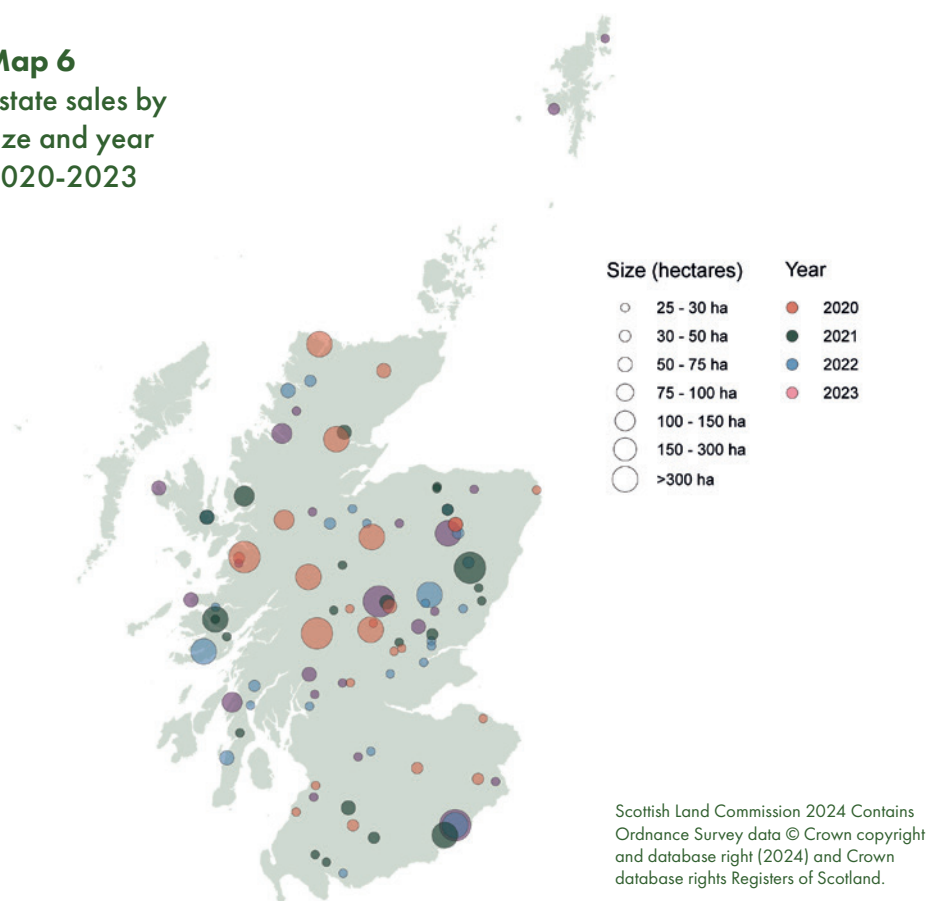 Map 6
state sales by
ze and year
020-2023
Size (hectares)
25 - 30 ha
30 - 50 ha
50 - 75 ha
75 - 100 ha
100 - 150 ha
150 - 300 ha
>300 ha
Year
2020
2021
2022
2023
Scottish Land Commission 2024 Contains
Ordnance Survey data © Crown copyright
and database right (2024) and Crown
database rights Registers of Scotland.